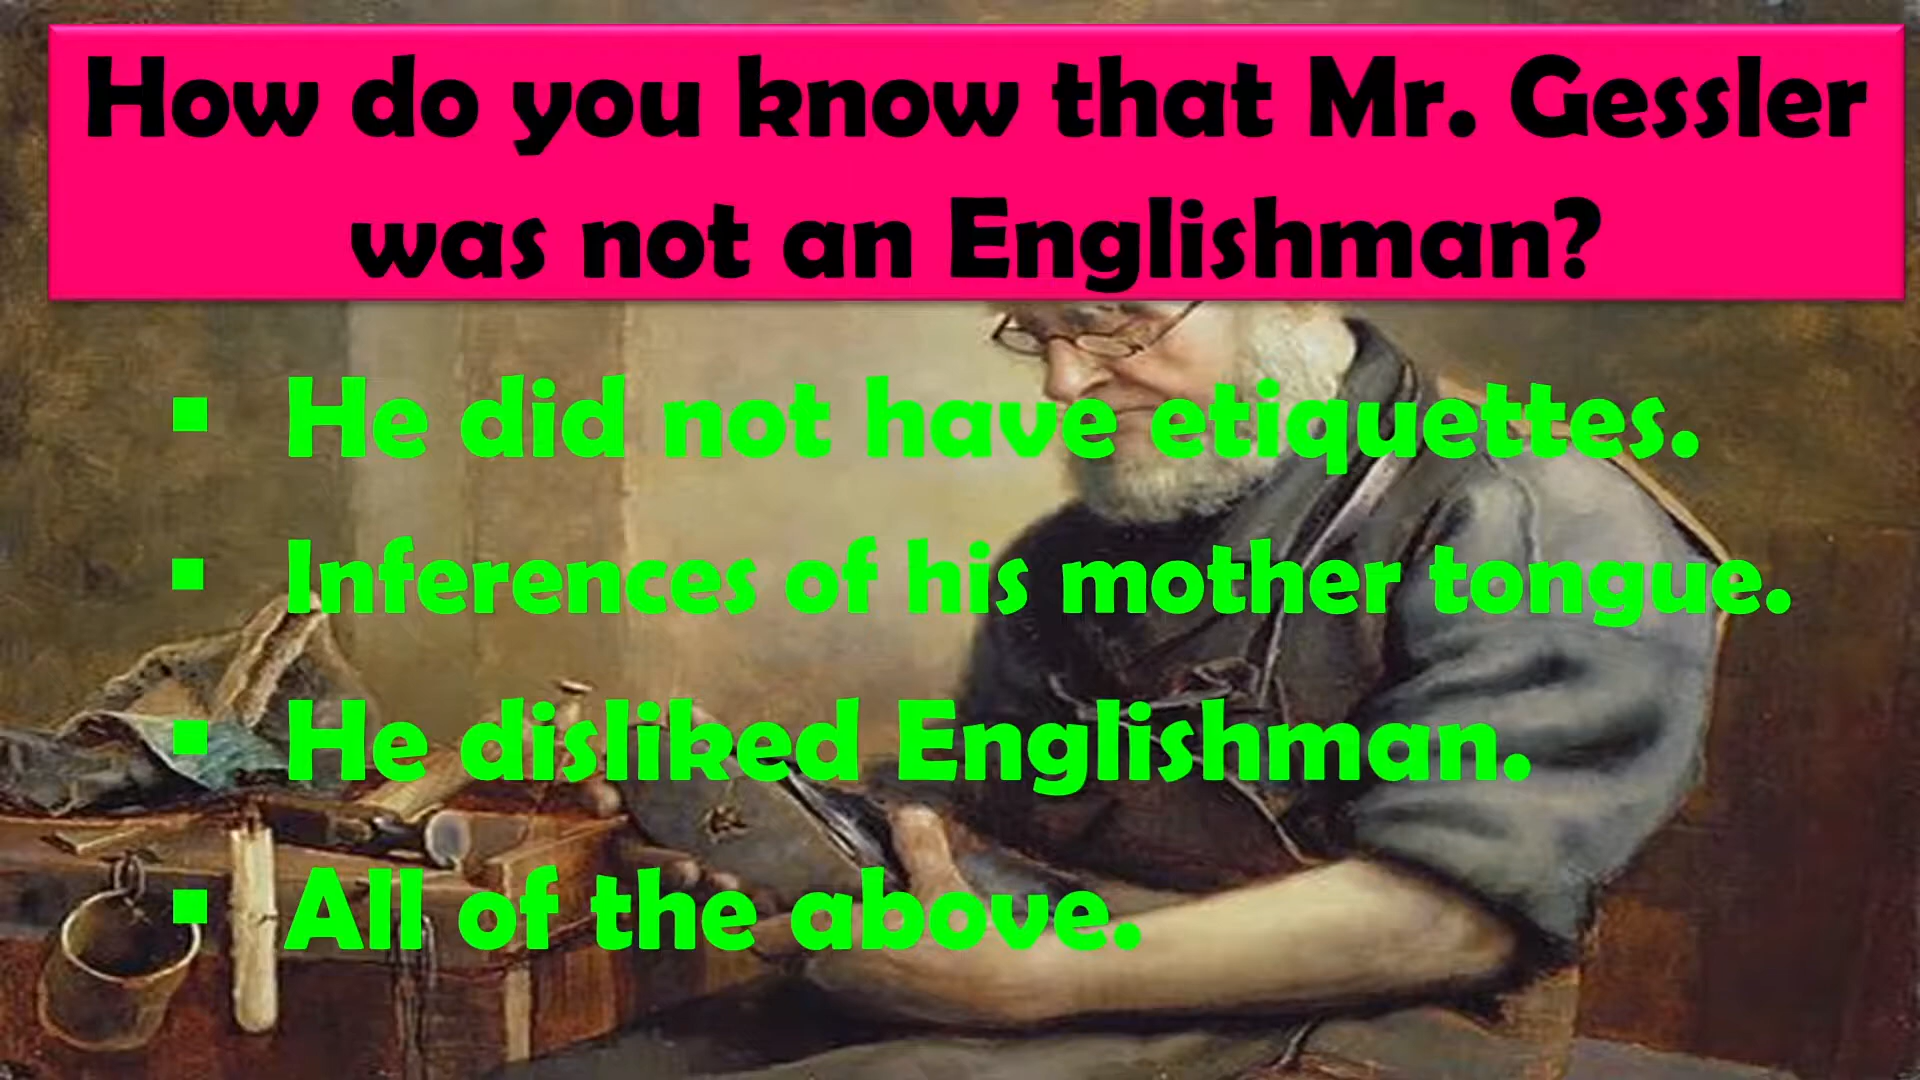 How do you know that Mr. Gessler
was not an Englishman?
▪ He did not have etiquettes.
▪ Inferences of his mother tongue.
▪ He disliked Englishman.
▪ All of the above.